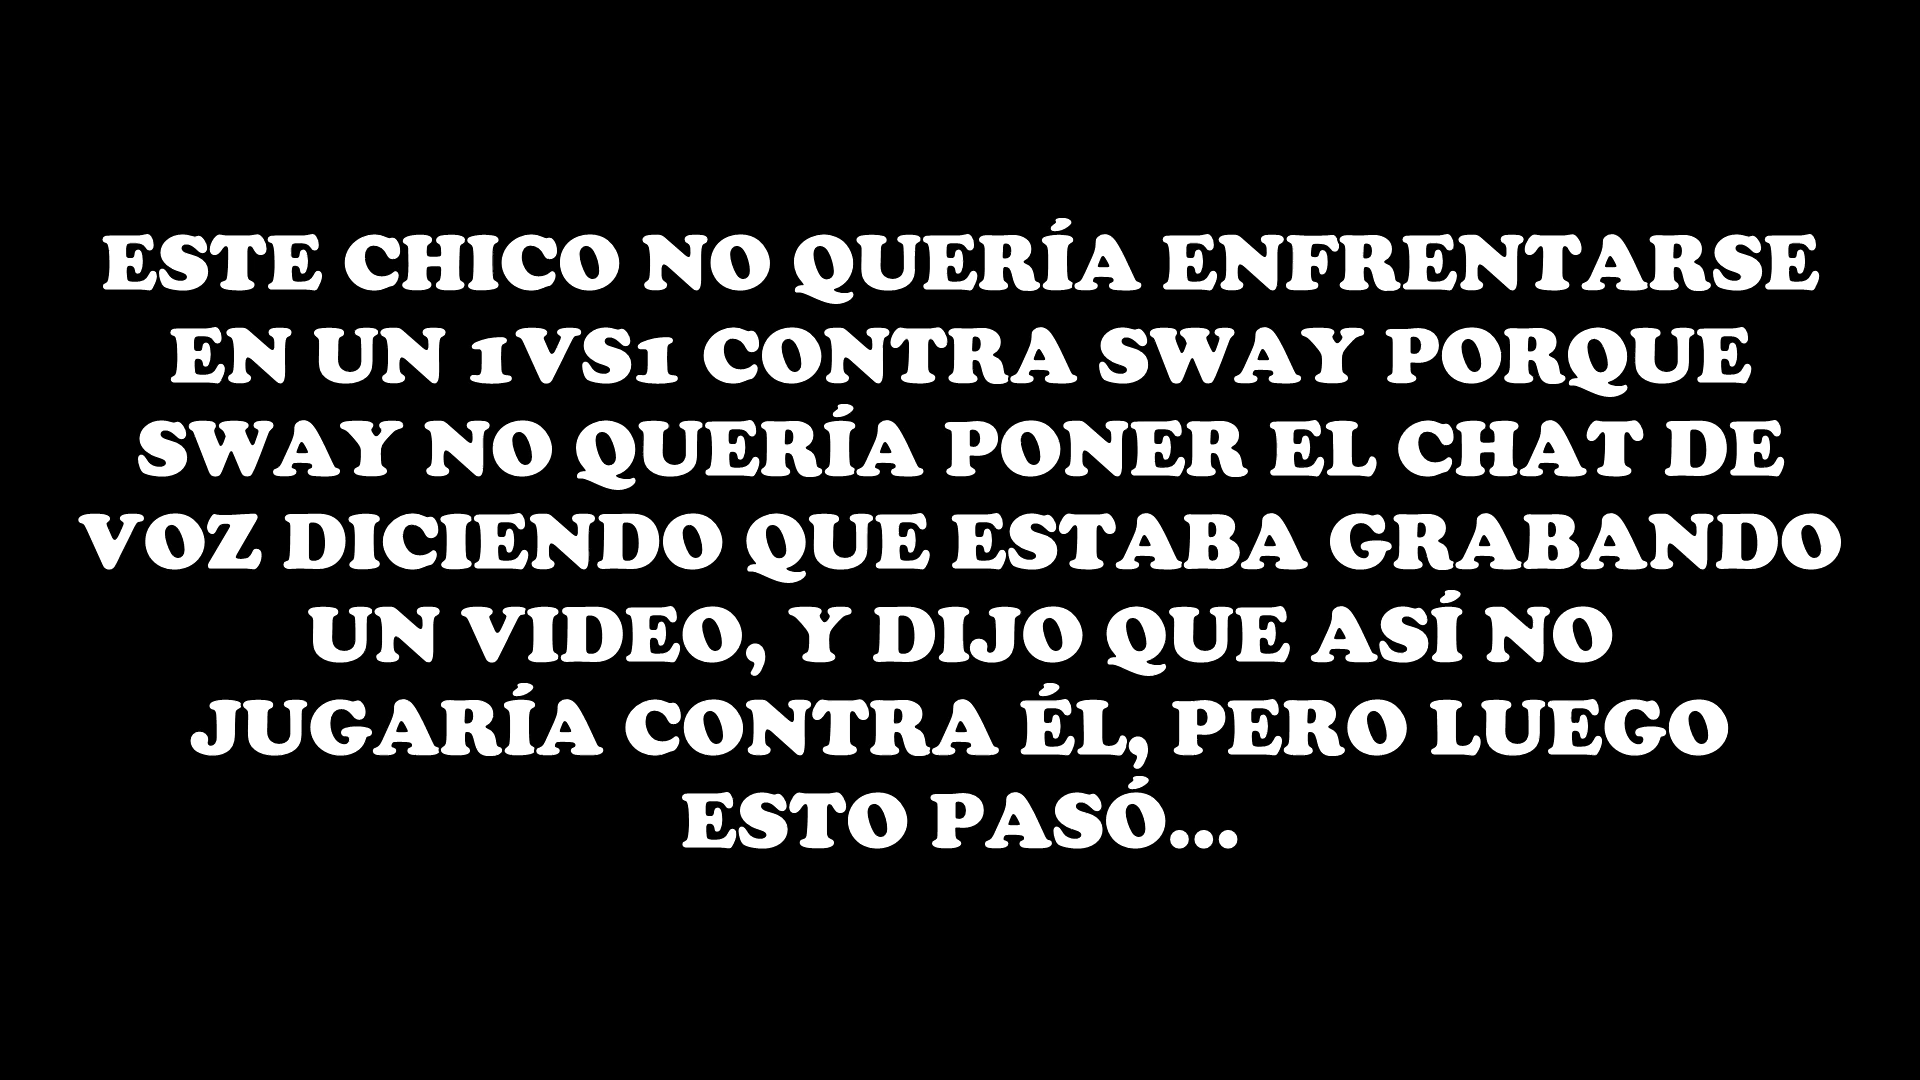 ESTE CHICO NO QUERÍA ENFRENTARSE
EN UN 1VS1 CONTRA SWAY PORQUE
SWAY NO QUERÍA PONER EL CHAT DE
VOZ DICIENDO QUE ESTABA GRABANDO
UN VIDEO, Y DIJO QUE ASÍ NO
JUGARÍA CONTRA ÉL, PERO LUEGO
ESTO PASÓ...